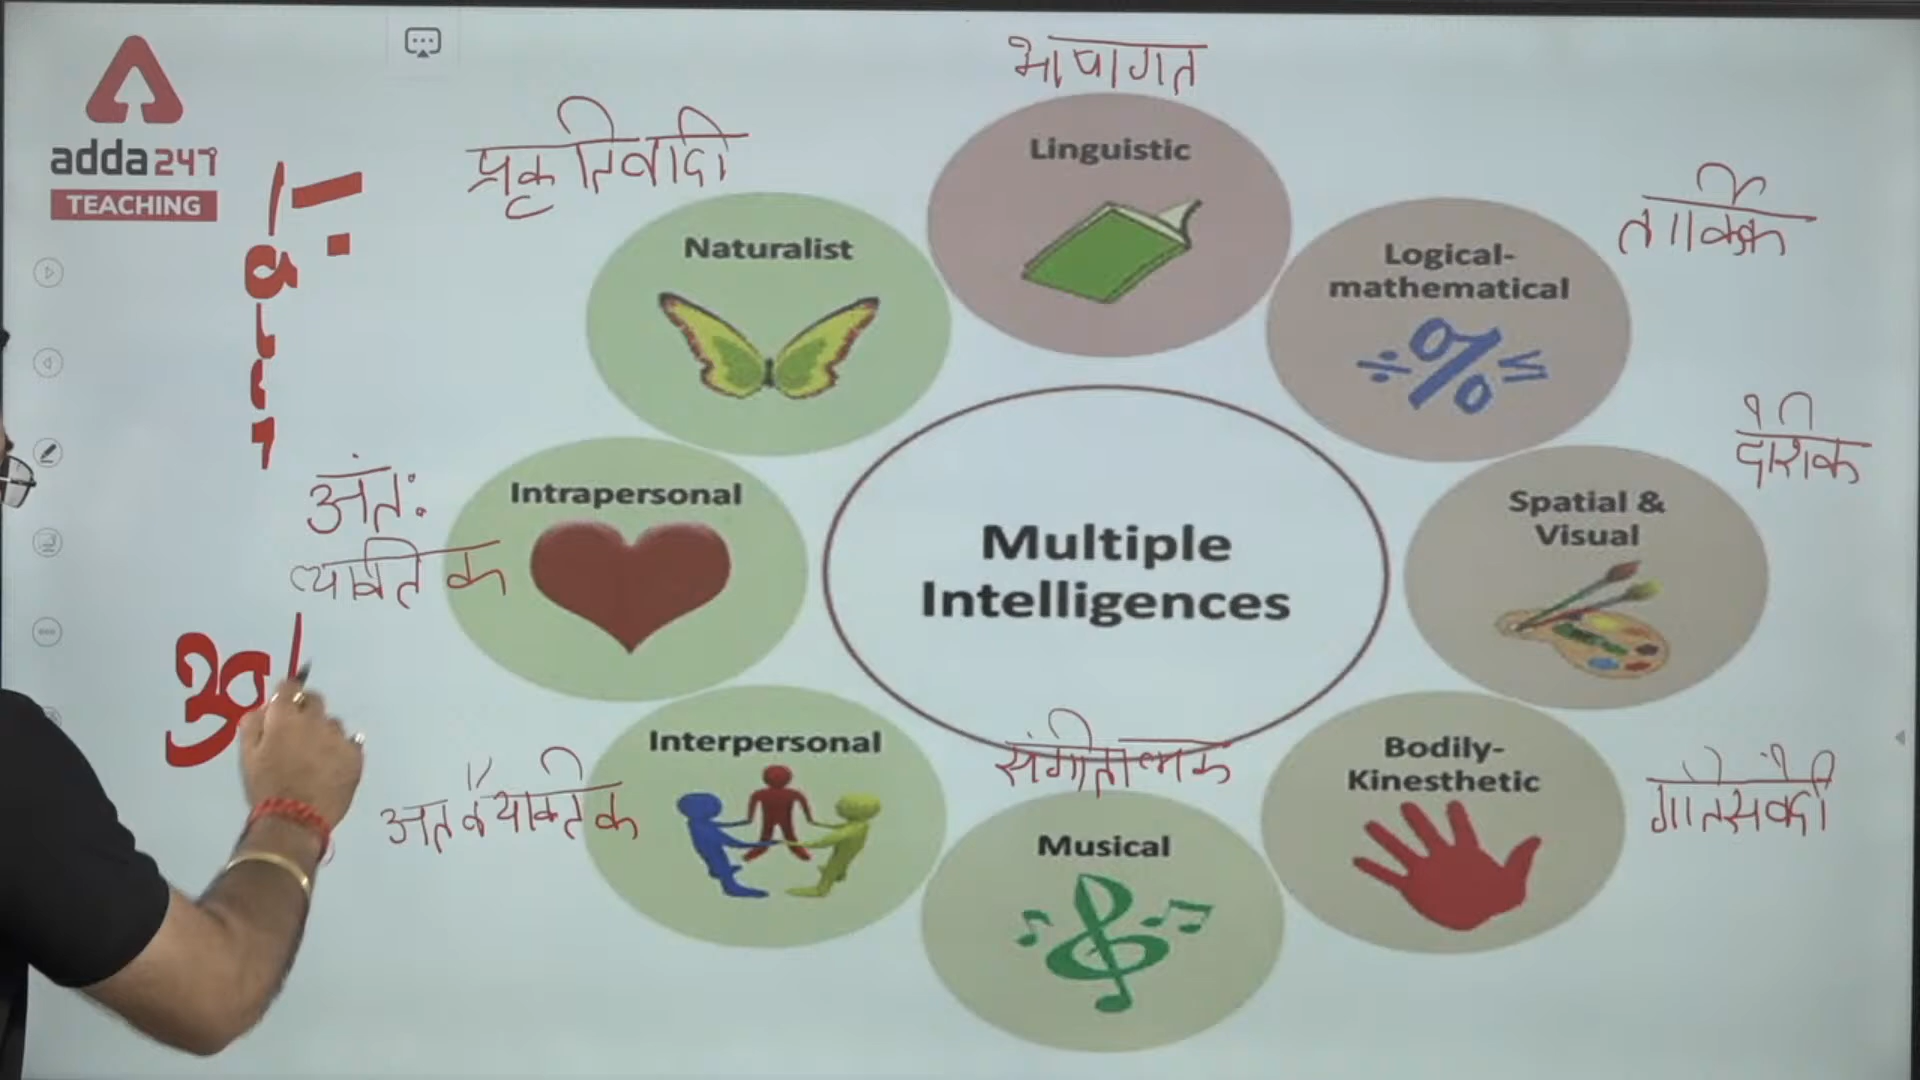 भाषागत
adda247
TEACHING
प्रकृतिवादी
Linguistic
Naturalist
Logical-
mathematical
तार्किक
Intrapersonal
अंतः
व्यक्तिक
Multiple
Intelligences
Spatial &
Visual
दैशिक
Interpersonal
अंतर्वैयक्तिक
संगीतात्मक
Musical
Bodily-
Kinesthetic
गतिसंवेदी